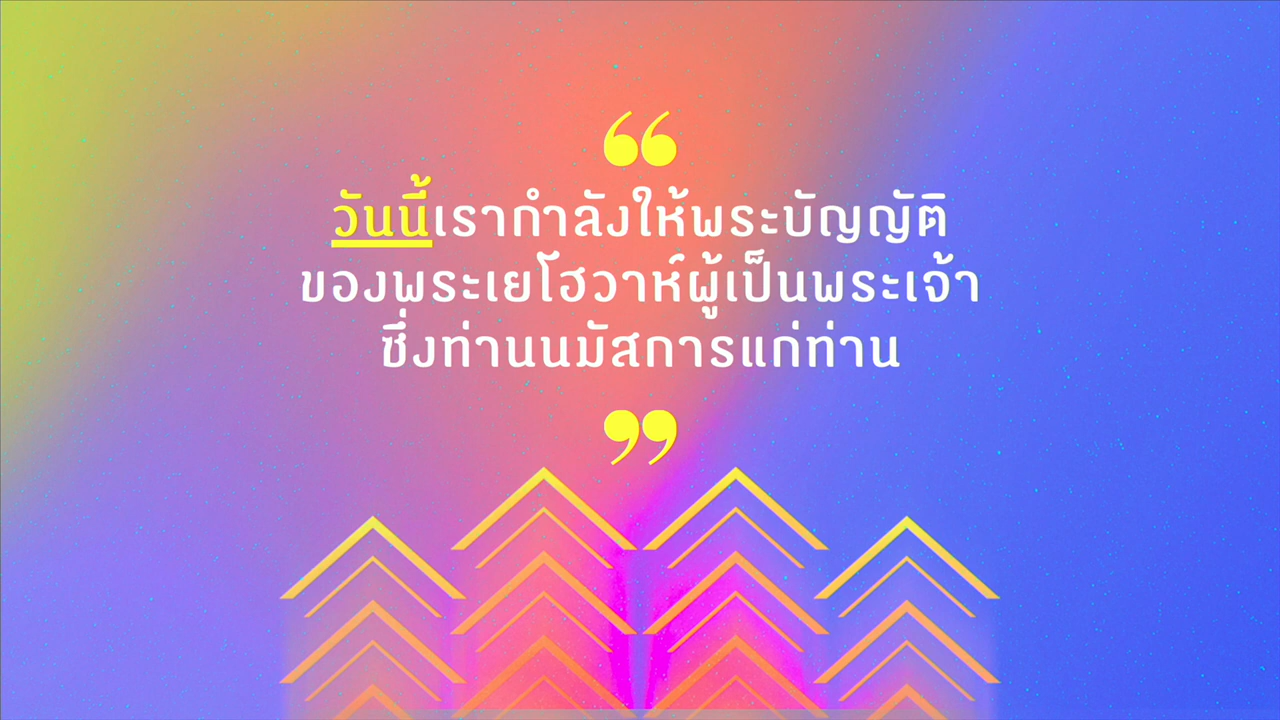 “
วันนี้เรากำลังให้พระบัญญัติ
ของพระเยโฮวาห์ผู้เป็นพระเจ้า
ซึ่งท่านนมัสการแก่ท่าน
”